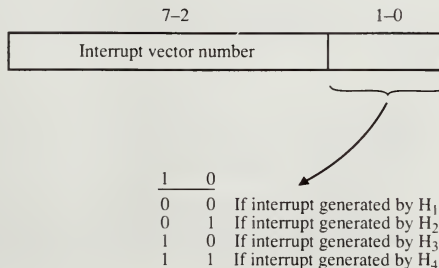 7–2 1–0
Interrupt vector number
1 0
0 0 If interrupt generated by H₁
0 1 If interrupt generated by H₂
1 0 If interrupt generated by H₃
1 1 If interrupt generated by H₄